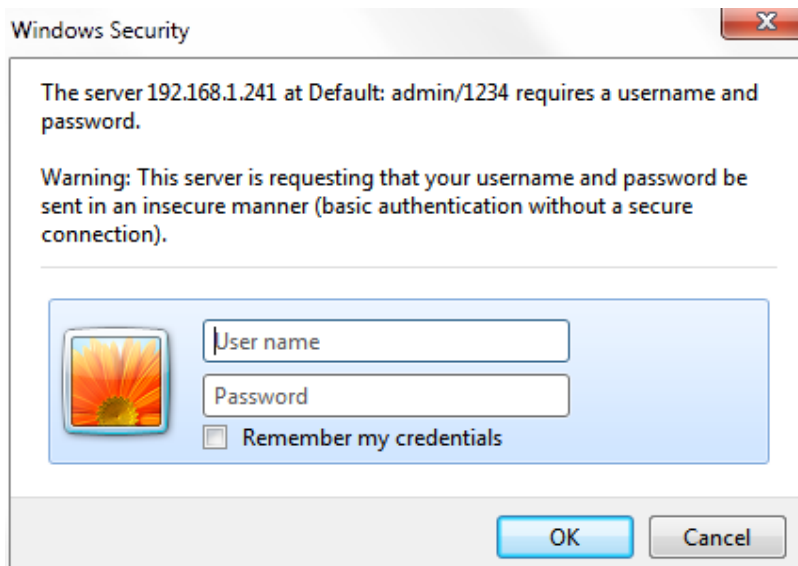 Windows Security
The server 192.168.1.241 at Default: admin/1234 requires a username and
password.
Warning: This server is requesting that your username and password be
sent in an insecure manner (basic authentication without a secure
connection).
User name
Password
Remember my credentials
OK Cancel